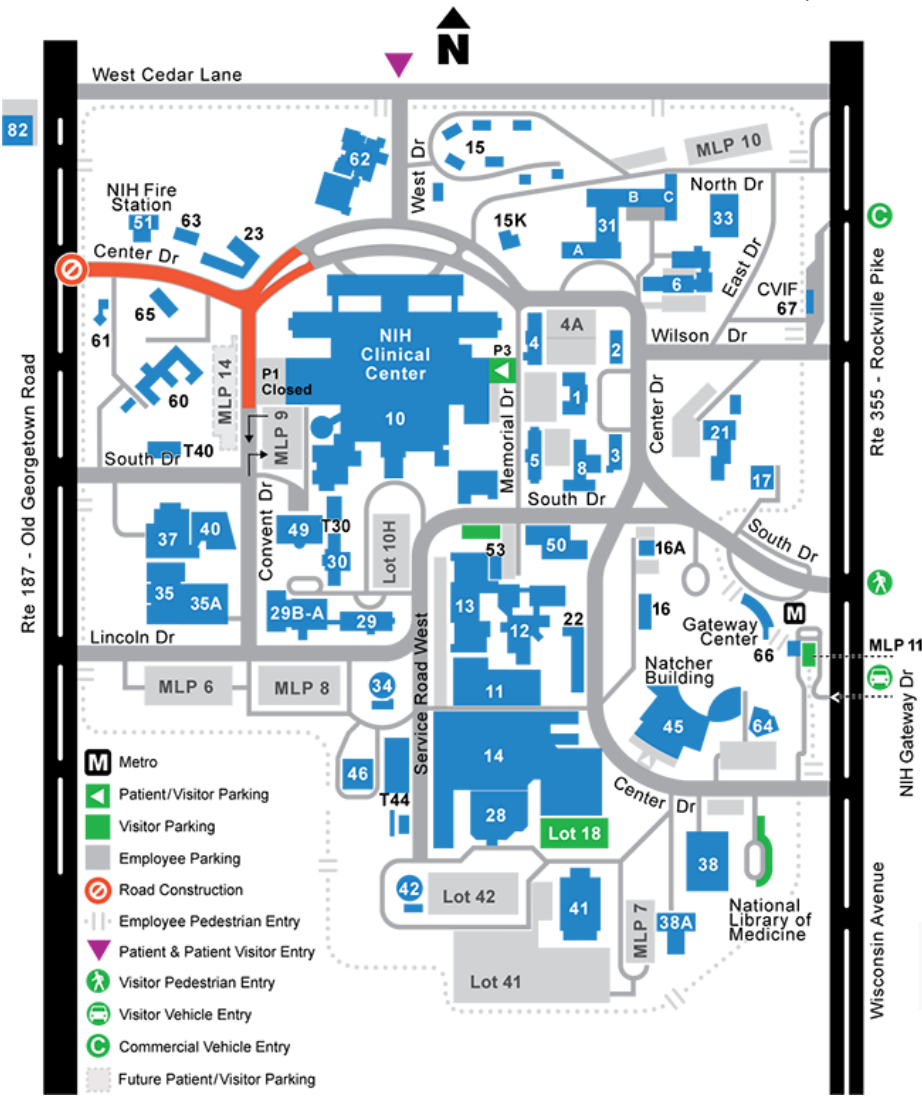 N
West Cedar Lane
82
62
West Dr
15
MLP 10
NIH Fire
Station
51
63
23
North Dr
B
C
33
31
A
15K
Center Dr
East Dr
6
CVIF
67
C
Rte 355 - Rockville Pike
65
61
NIH
Clinical
Center
10
4
4A
2
Wilson Dr
P3
P1
Closed
MLP 14
MLP 9
60
1
Memorial Dr
Center Dr
21
T40
South Dr
5
8
3
17
South Dr
South Dr
Rte 187 - Old Georgetown Road
37
40
Convent Dr
49
T30
30
Lot 10H
53
50
16A
35
35A
29B-A
29
13
12
22
16
Gateway
Center
M
66
MLP 11
Lincoln Dr
MLP 6
MLP 8
34
Service Road West
11
Natcher
Building
45
64
NIH Gateway Dr
14
46
T44
28
Lot 18
Center Dr
38
42
Lot 42
41
MLP 7
38A
National
Library of
Medicine
Lot 41
Wisconsin Avenue
M Metro
Patient/Visitor Parking
Visitor Parking
Employee Parking
Road Construction
Employee Pedestrian Entry
Patient & Patient Visitor Entry
Visitor Pedestrian Entry
Visitor Vehicle Entry
C Commercial Vehicle Entry
Future Patient/Visitor Parking